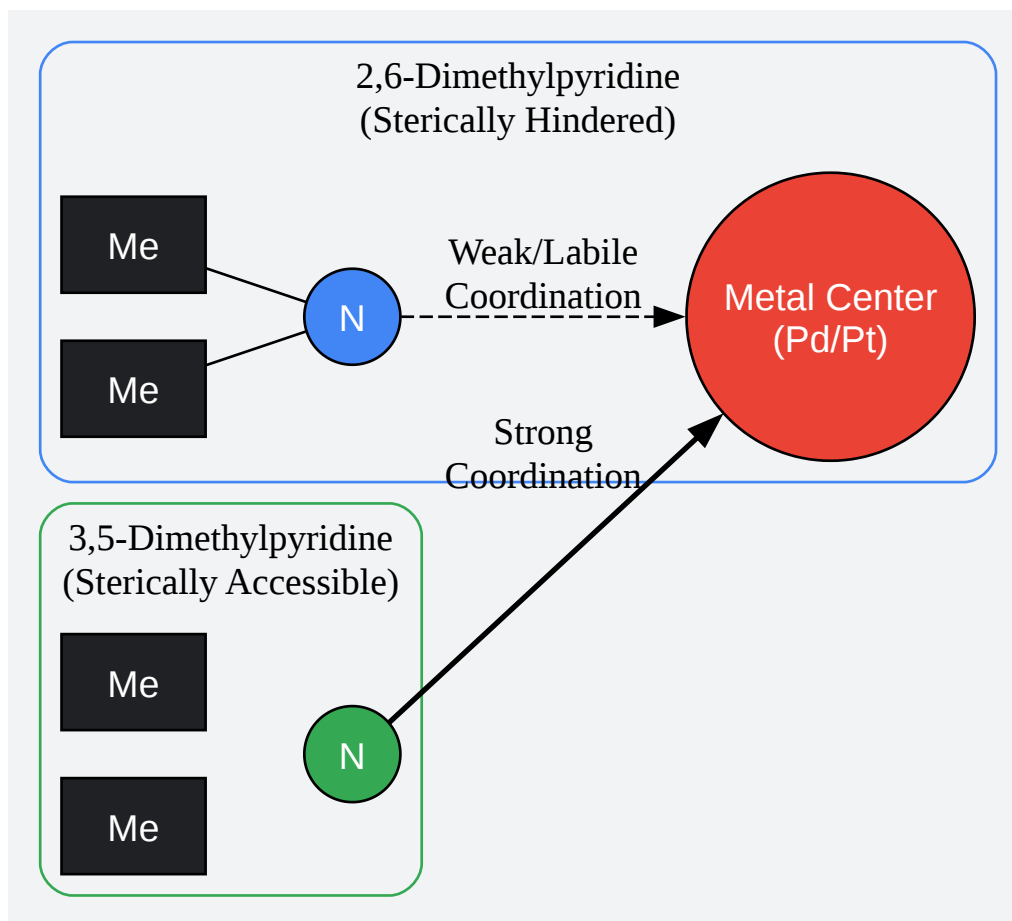 2,6-Dimethylpyridine
(Sterically Hindered)
Me
Me
N
Weak/Labile
Coordination
Metal Center
(Pd/Pt)
Strong
Coordination
3,5-Dimethylpyridine
(Sterically Accessible)
Me
Me
N